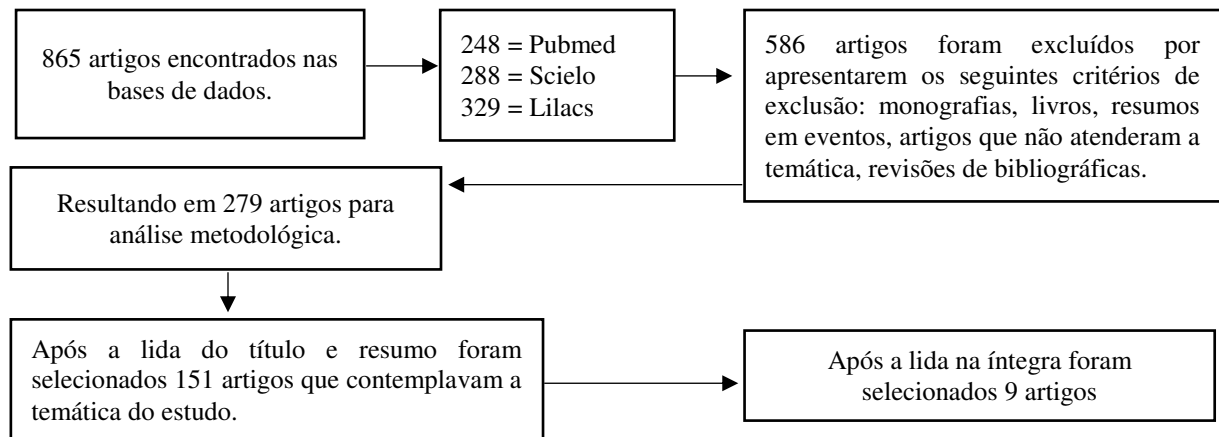 865 artigos encontrados nas
bases de dados.
248 = Pubmed
288 = Scielo
329 = Lilacs
586 artigos foram excluídos por
apresentarem os seguintes critérios de
exclusão: monografias, livros, resumos
em eventos, artigos que não atenderam a
temática, revisões de bibliográficas.
Resultando em 279 artigos para
análise metodológica.
Após a lida do título e resumo foram
selecionados 151 artigos que contemplavam a
temática do estudo.
Após a lida na íntegra foram
selecionados 9 artigos